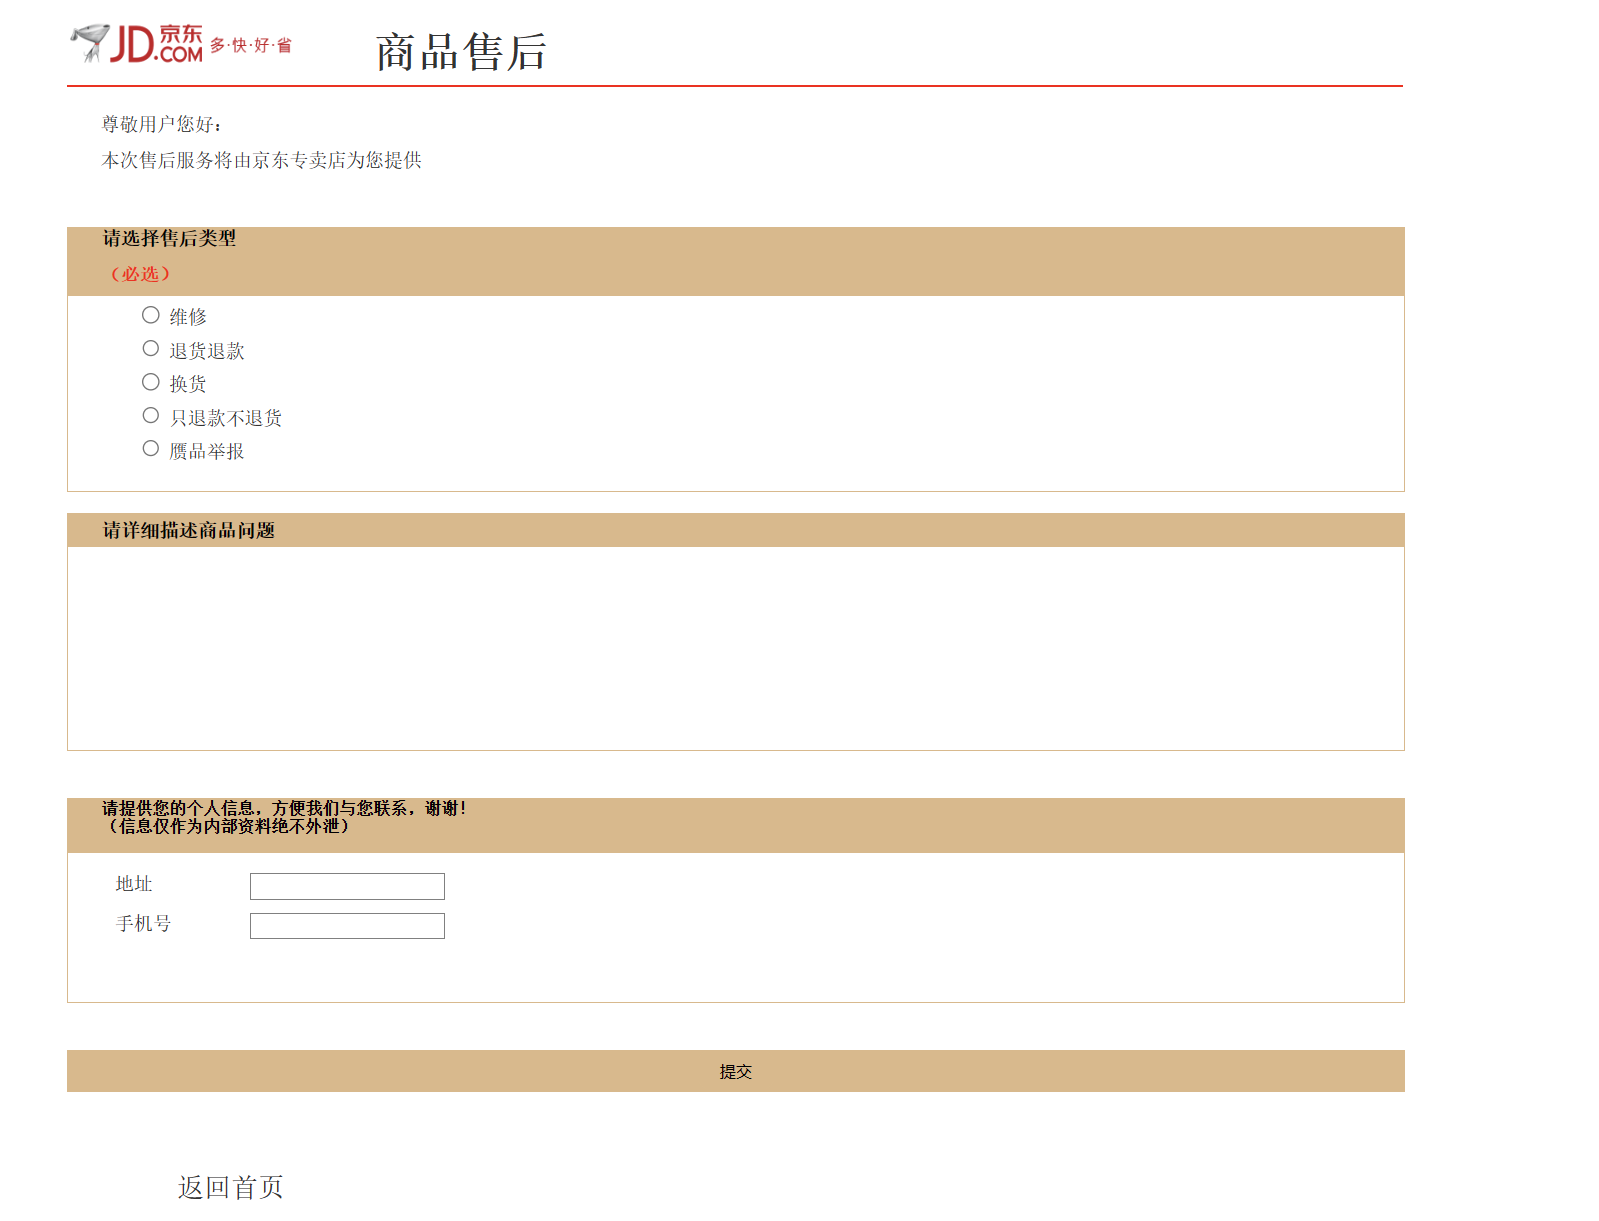 JD.COM 京东 多·快·好·省 商品售后
尊敬用户您好：
本次售后服务将由京东专卖店为您提供
请选择售后类型
（必选）
维修
退货退款
换货
只退款不退货
赝品举报
请详细描述商品问题
请提供您的个人信息，方便我们与您联系，谢谢！
（信息仅作为内部资料绝不外泄）
地址
手机号
提交
返回首页